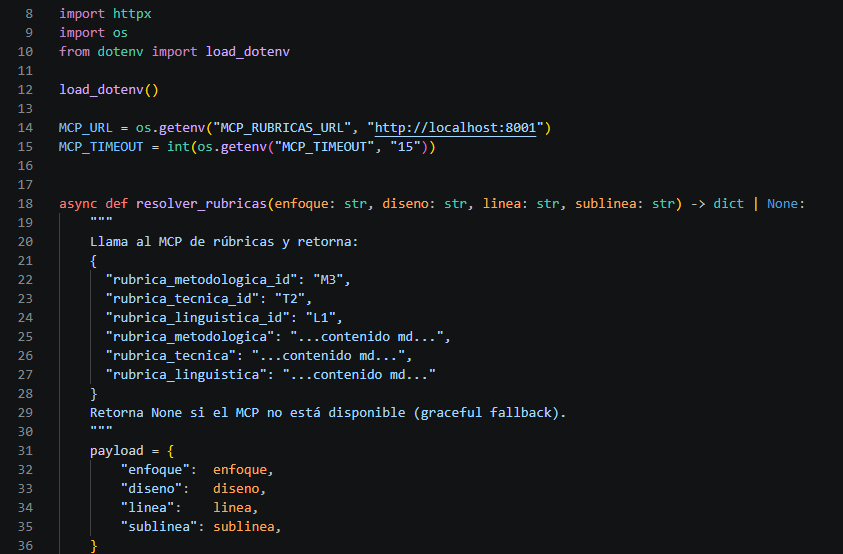 8 import httpx
9 import os
10 from dotenv import load_dotenv
11
12 load_dotenv()
13
14 MCP_URL = os.getenv("MCP_RUBRICAS_URL", "http://localhost:8001")
15 MCP_TIMEOUT = int(os.getenv("MCP_TIMEOUT", "15"))
16
17
18 async def resolver_rubricas(enfoque: str, diseno: str, linea: str, sublinea: str) -> dict | None:
19     """
20     Llama al MCP de rúbricas y retorna:
21     {
22       "rubrica_metodologica_id": "M3",
23       "rubrica_tecnica_id": "T2",
24       "rubrica_linguistica_id": "L1",
25       "rubrica_metodologica": "...contenido md...",
26       "rubrica_tecnica": "...contenido md...",
27       "rubrica_linguistica": "...contenido md..."
28     }
29     Retorna None si el MCP no está disponible (graceful fallback).
30     """
31     payload = {
32         "enfoque":  enfoque,
33         "diseno":   diseno,
34         "linea":    linea,
35         "sublinea": sublinea,
36     }